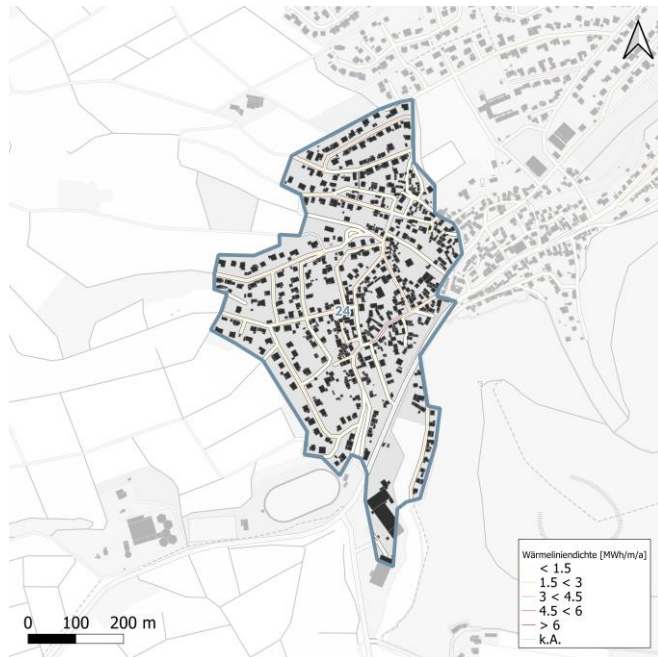 24
Wärmeliniendichte [MWh/m/a]
< 1.5
1.5 < 3
3 < 4.5
4.5 < 6
> 6
k.A.
0 100 200 m